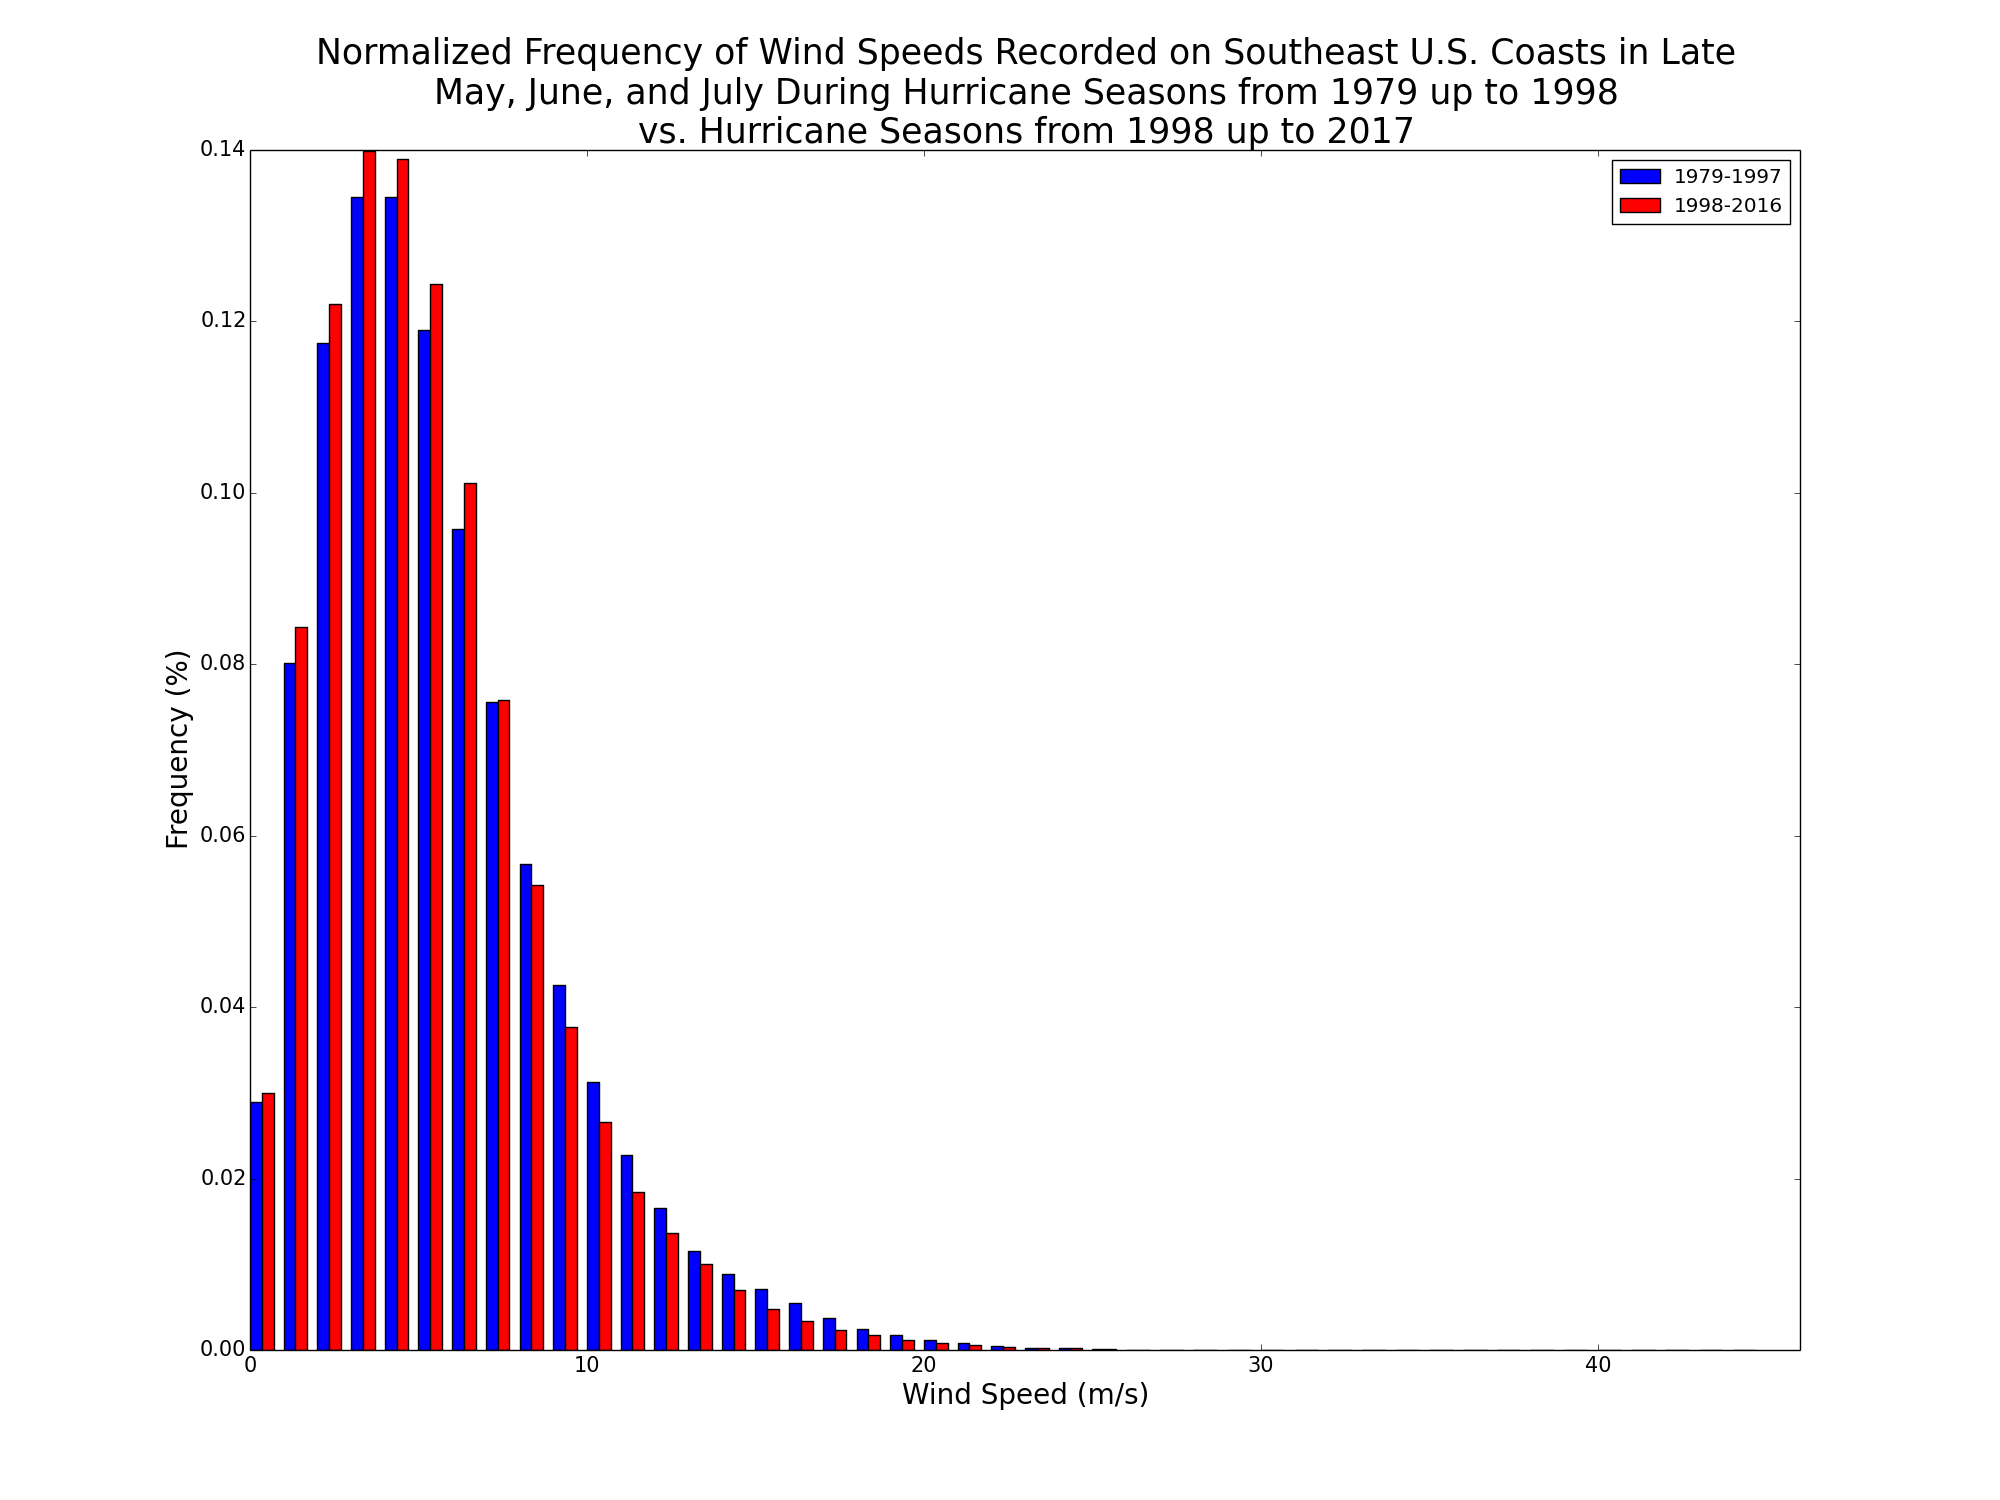 Normalized Frequency of Wind Speeds Recorded on Southeast U.S. Coasts in Late
May, June, and July During Hurricane Seasons from 1979 up to 1998
vs. Hurricane Seasons from 1998 up to 2017
1979-1997
1998-2016
0.14
0.12
0.10
0.08
0.06
0.04
0.02
0.00
Frequency (%)
0 10 20 30 40
Wind Speed (m/s)